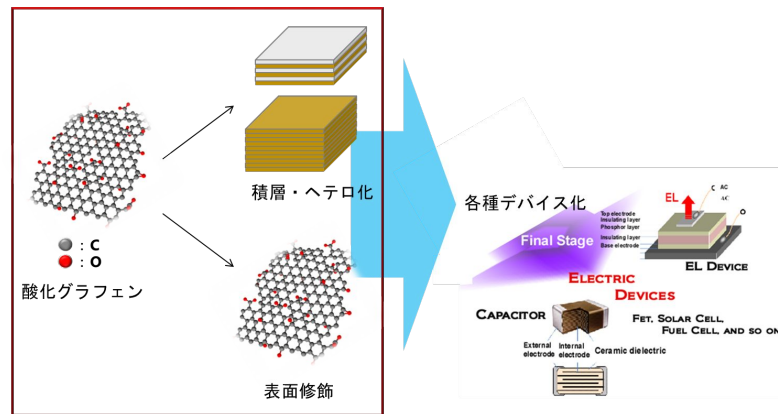 積層・ヘテロ化
: C
: O
酸化グラフェン
表面修飾
各種デバイス化
Final Stage
EL
C AC
AC
O
Top electrode
Insulating layer
Phosphor layer
Insulating layer
Base electrode
EL Device
Electric
Devices
Capacitor
Fet, Solar Cell,
Fuel Cell, and so on
External
electrode
Internal
electrode
Ceramic dielectric